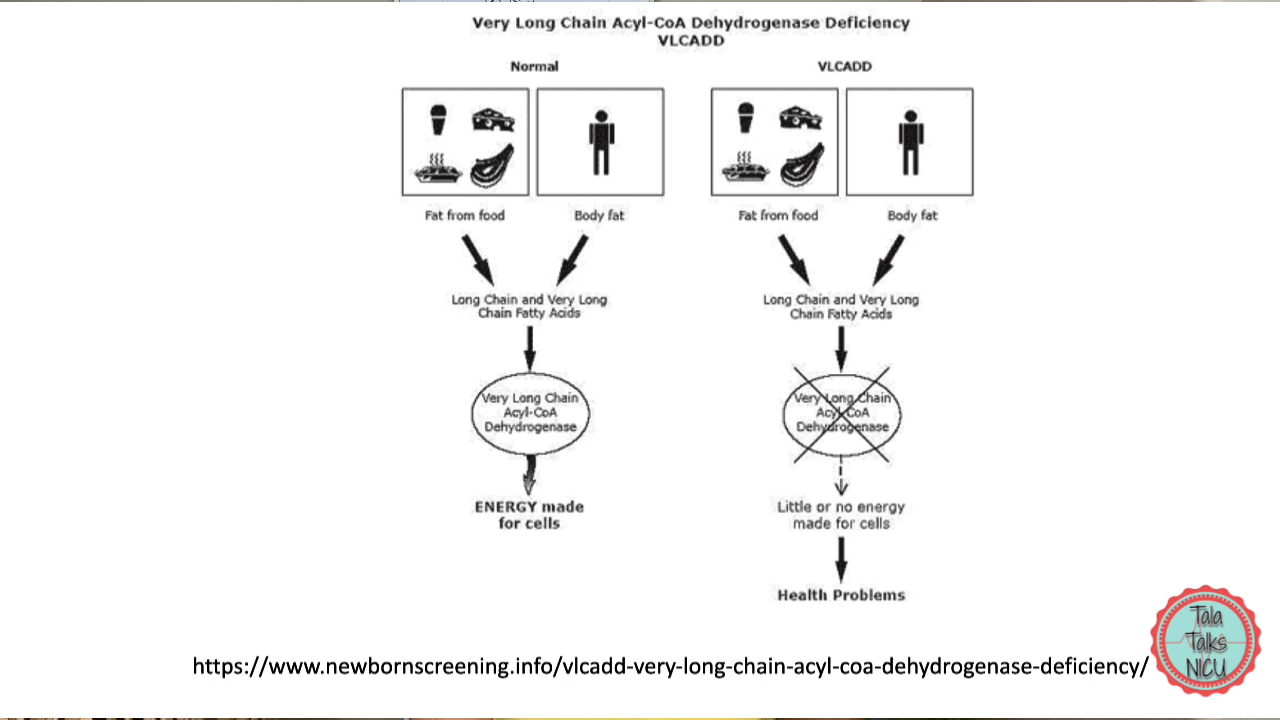 Very Long Chain Acyl-CoA Dehydrogenase Deficiency
VLCADD
Normal
Fat from food
Body fat
Long Chain and Very Long
Chain Fatty Acids
Very Long Chain
Acyl-CoA
Dehydrogenase
ENERGY made
for cells
VLCADD
Fat from food
Body fat
Long Chain and Very Long
Chain Fatty Acids
Very Long Chain
Acyl-CoA
Dehydrogenase
Little or no energy
made for cells
Health Problems
https://www.newbornscreening.info/vlcadd-very-long-chain-acyl-coa-dehydrogenase-deficiency/
Tala
Talks
NICU